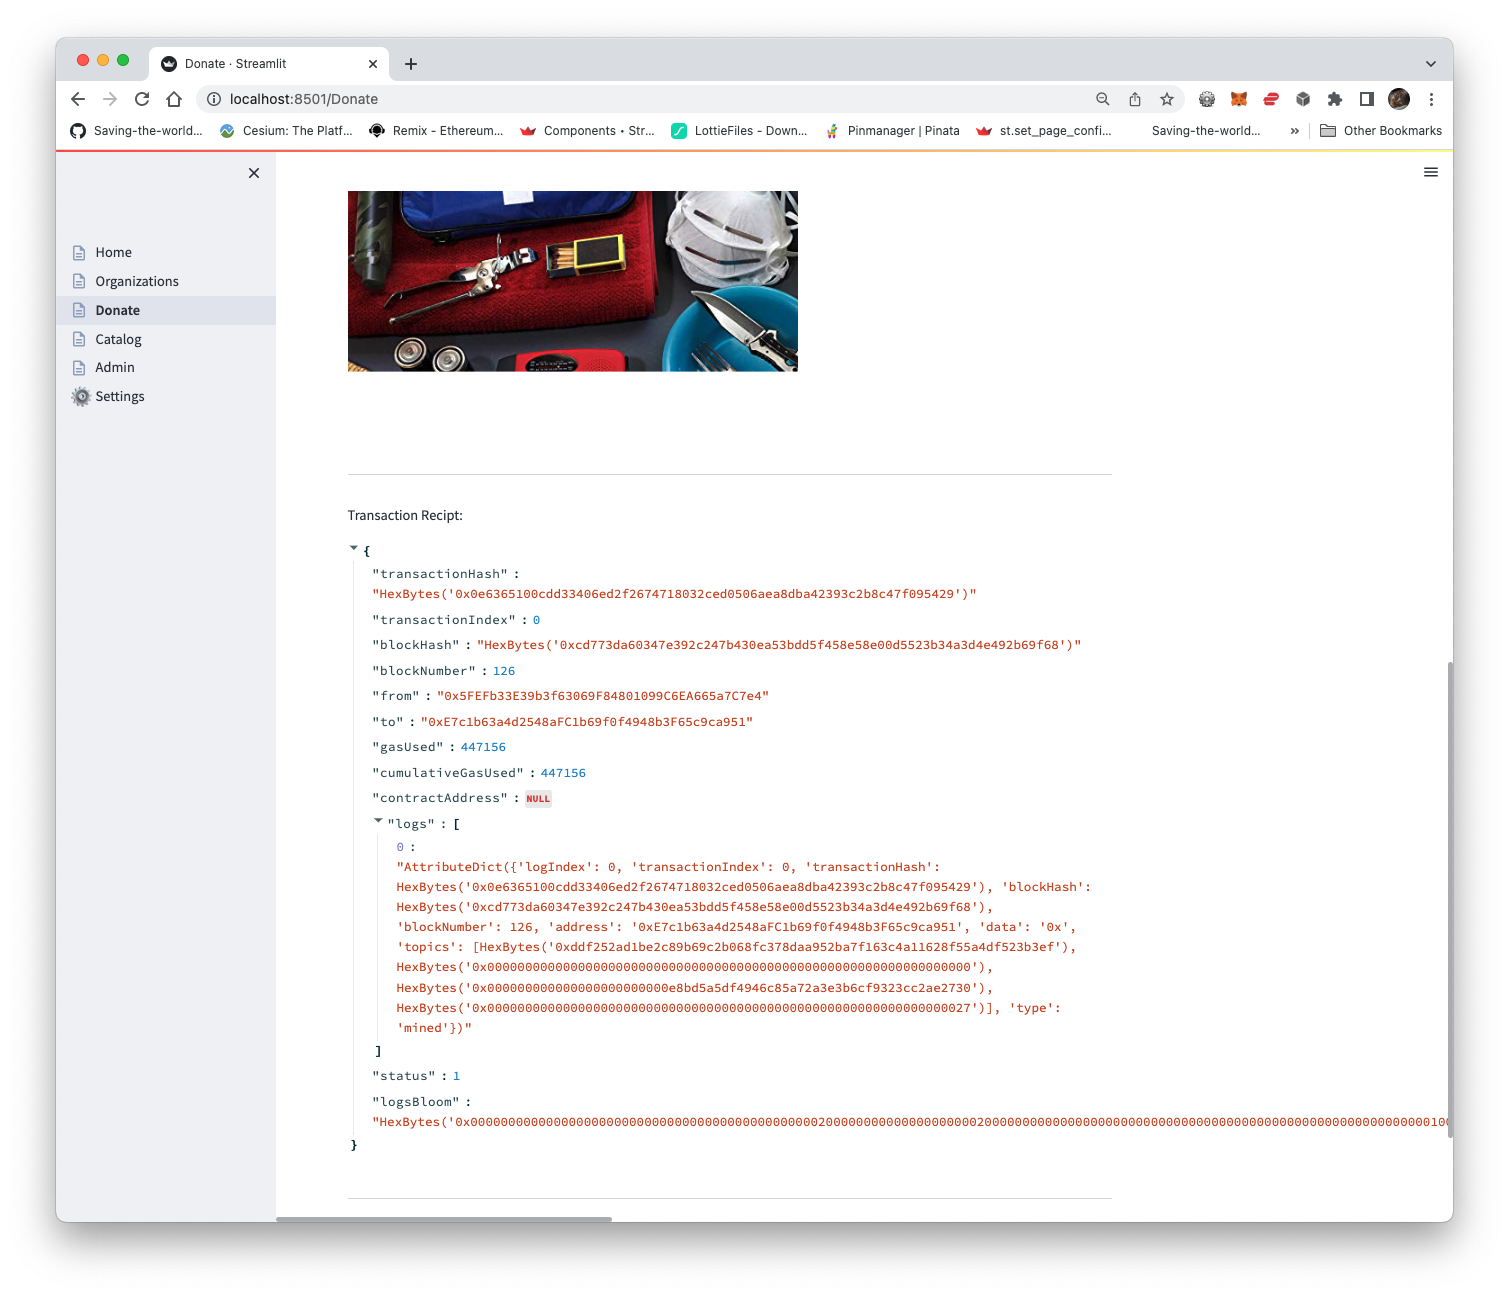 Donate · Streamlit
localhost:8501/Donate
Saving-the-world... Cesium: The Platf... Remix - Ethereum... Components • Str... LottieFiles - Down... Pinmanager | Pinata st.set_page_confi... Saving-the-world... » Other Bookmarks
Home
Organizations
Donate
Catalog
Admin
Settings
Transaction Recipt:
{
"transactionHash" :
"HexBytes('0x0e6365100cdd33406ed2f2674718032ced0506aea8dba42393c2b8c47f095429')"
"transactionIndex" : 0
"blockHash" : "HexBytes('0xcd773da60347e392c247b430ea53bdd5f458e58e00d5523b34a3d4e492b69f68')"
"blockNumber" : 126
"from" : "0x5FEFb33E39b3f63069F84801099C6EA665a7C7e4"
"to" : "0xE7c1b63a4d2548aFC1b69f0f4948b3F65c9ca951"
"gasUsed" : 447156
"cumulativeGasUsed" : 447156
"contractAddress" : NULL
"logs" : [
0 :
"AttributeDict({'logIndex': 0, 'transactionIndex': 0, 'transactionHash':
HexBytes('0x0e6365100cdd33406ed2f2674718032ced0506aea8dba42393c2b8c47f095429'), 'blockHash':
HexBytes('0xcd773da60347e392c247b430ea53bdd5f458e58e00d5523b34a3d4e492b69f68'),
'blockNumber': 126, 'address': '0xE7c1b63a4d2548aFC1b69f0f4948b3F65c9ca951', 'data': '0x',
'topics': [HexBytes('0xddf252ad1be2c89b69c2b068fc378daa952ba7f163c4a11628f55a4df523b3ef'),
HexBytes('0x0000000000000000000000000000000000000000000000000000000000000000'),
HexBytes('0x000000000000000000000000e8bd5a5df4946c85a72a3e3b6cf9323cc2ae2730'),
HexBytes('0x0000000000000000000000000000000000000000000000000000000000000027')], 'type':
'mined'})"
]
"status" : 1
"logsBloom" :
}